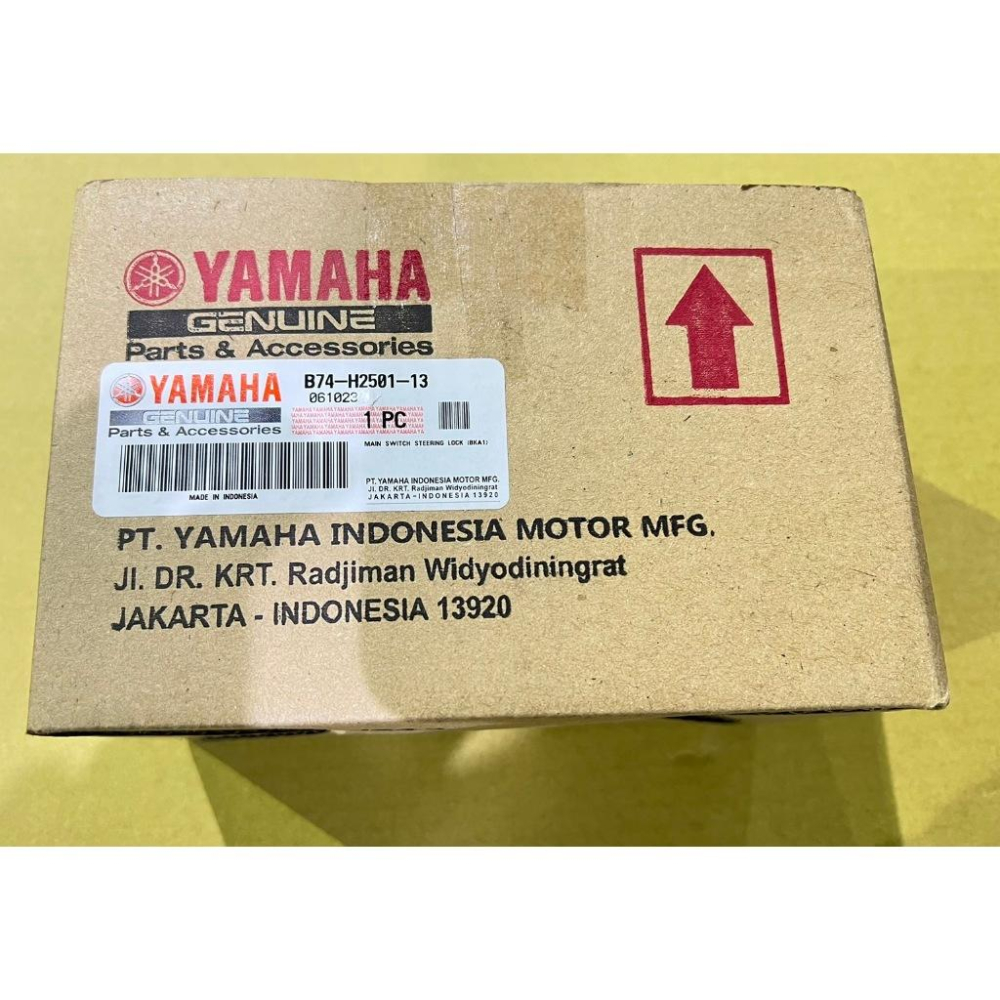 YAMAHA
GENUINE
Parts & Accessories
YAMAHA
GENUINE
Parts & Accessories
B74-H2501-13
061023
1 PC
MAIN SWITCH STEERING LOCK (BKA1)
MADE IN INDONESIA
PT. YAMAHA INDONESIA MOTOR MFG.
Jl. DR. KRT. Radjiman Widyodiningrat
JAKARTA-INDONESIA 13920
PT. YAMAHA INDONESIA MOTOR MFG.
Jl. DR. KRT. Radjiman Widyodiningrat
JAKARTA - INDONESIA 13920